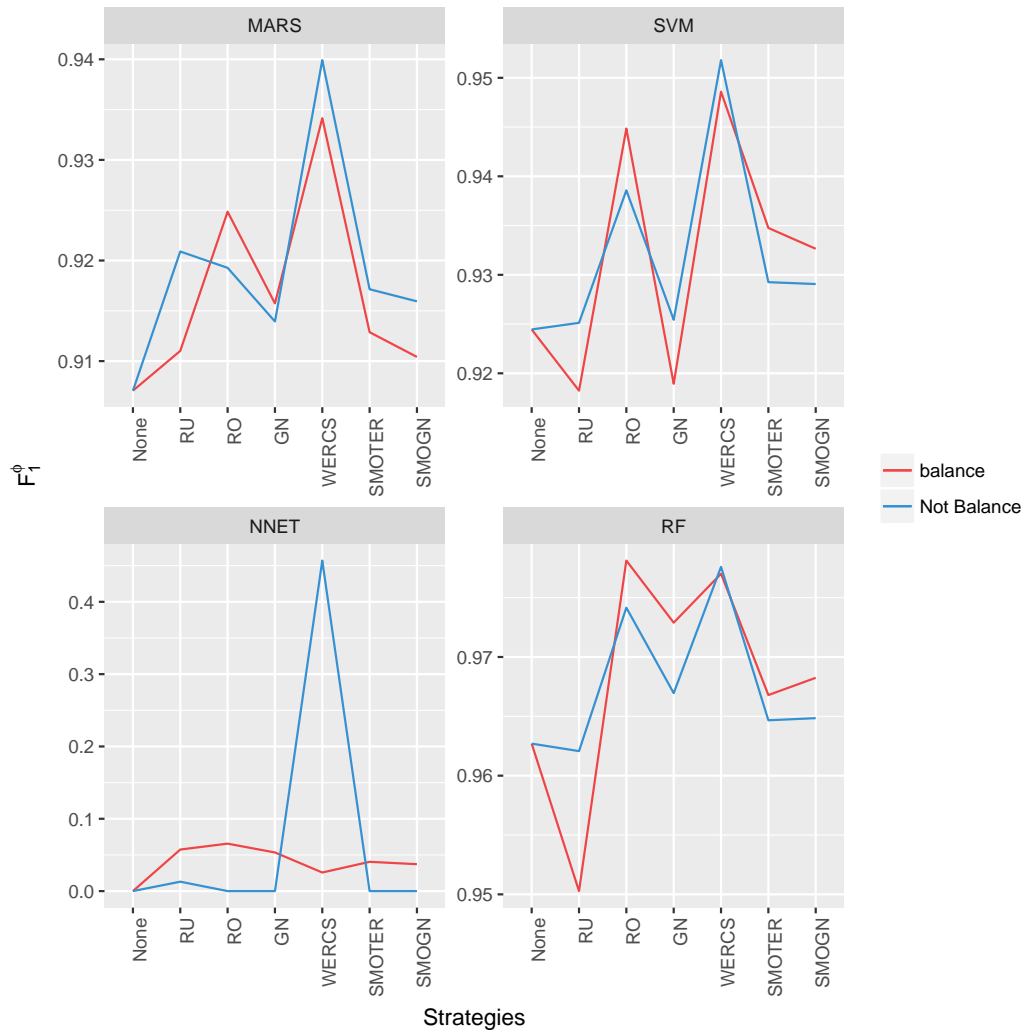 MARS
SVM
0.94
0.93
0.92
0.91
0.95
0.94
0.93
0.92
None
RU
RO
GN
WERCS
SMOTER
SMOGN
None
RU
RO
GN
WERCS
SMOTER
SMOGN
F₁ᶲ
balance
Not Balance
NNET
RF
0.4
0.3
0.2
0.1
0.0
0.97
0.96
0.95
None
RU
RO
GN
WERCS
SMOTER
SMOGN
None
RU
RO
GN
WERCS
SMOTER
SMOGN
Strategies